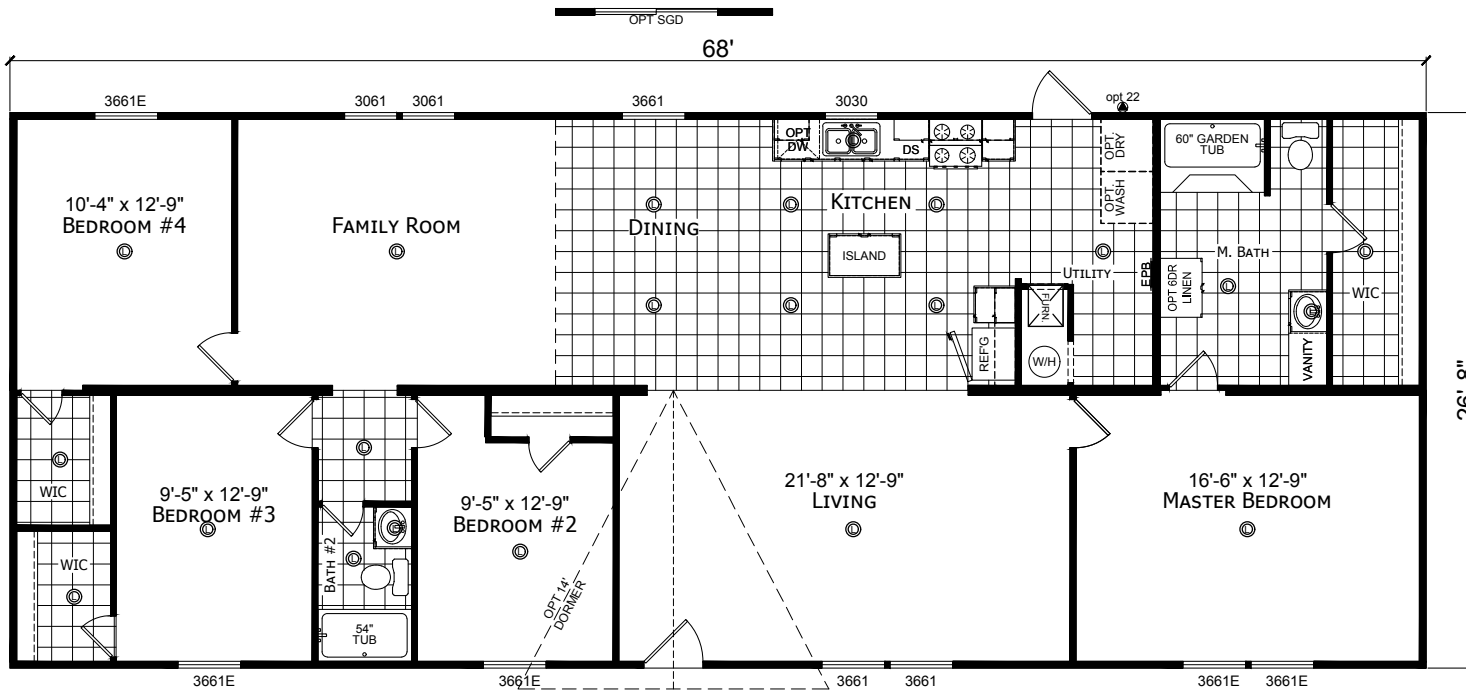 OPT SGD
68'
3661E
3061
3061
3661
3030
opt 22
OPT
DW
DS
OPT.
DRY
OPT.
WASH
60" GARDEN
TUB
10'-4" x 12'-9"
BEDROOM #4
FAMILY ROOM
DINING
KITCHEN
ISLAND
UTILITY
EPB
M. BATH
OPT 6DR
LINEN
WIC
FURN.
REF'G
W/H
VANITY
26'-8"
WIC
9'-5" x 12'-9"
BEDROOM #3
9'-5" x 12'-9"
BEDROOM #2
21'-8" x 12'-9"
LIVING
16'-6" x 12'-9"
MASTER BEDROOM
WIC
BATH #2
54"
TUB
OPT 14'
DORMER
3661E
3661E
3661
3661
3661E
3661E